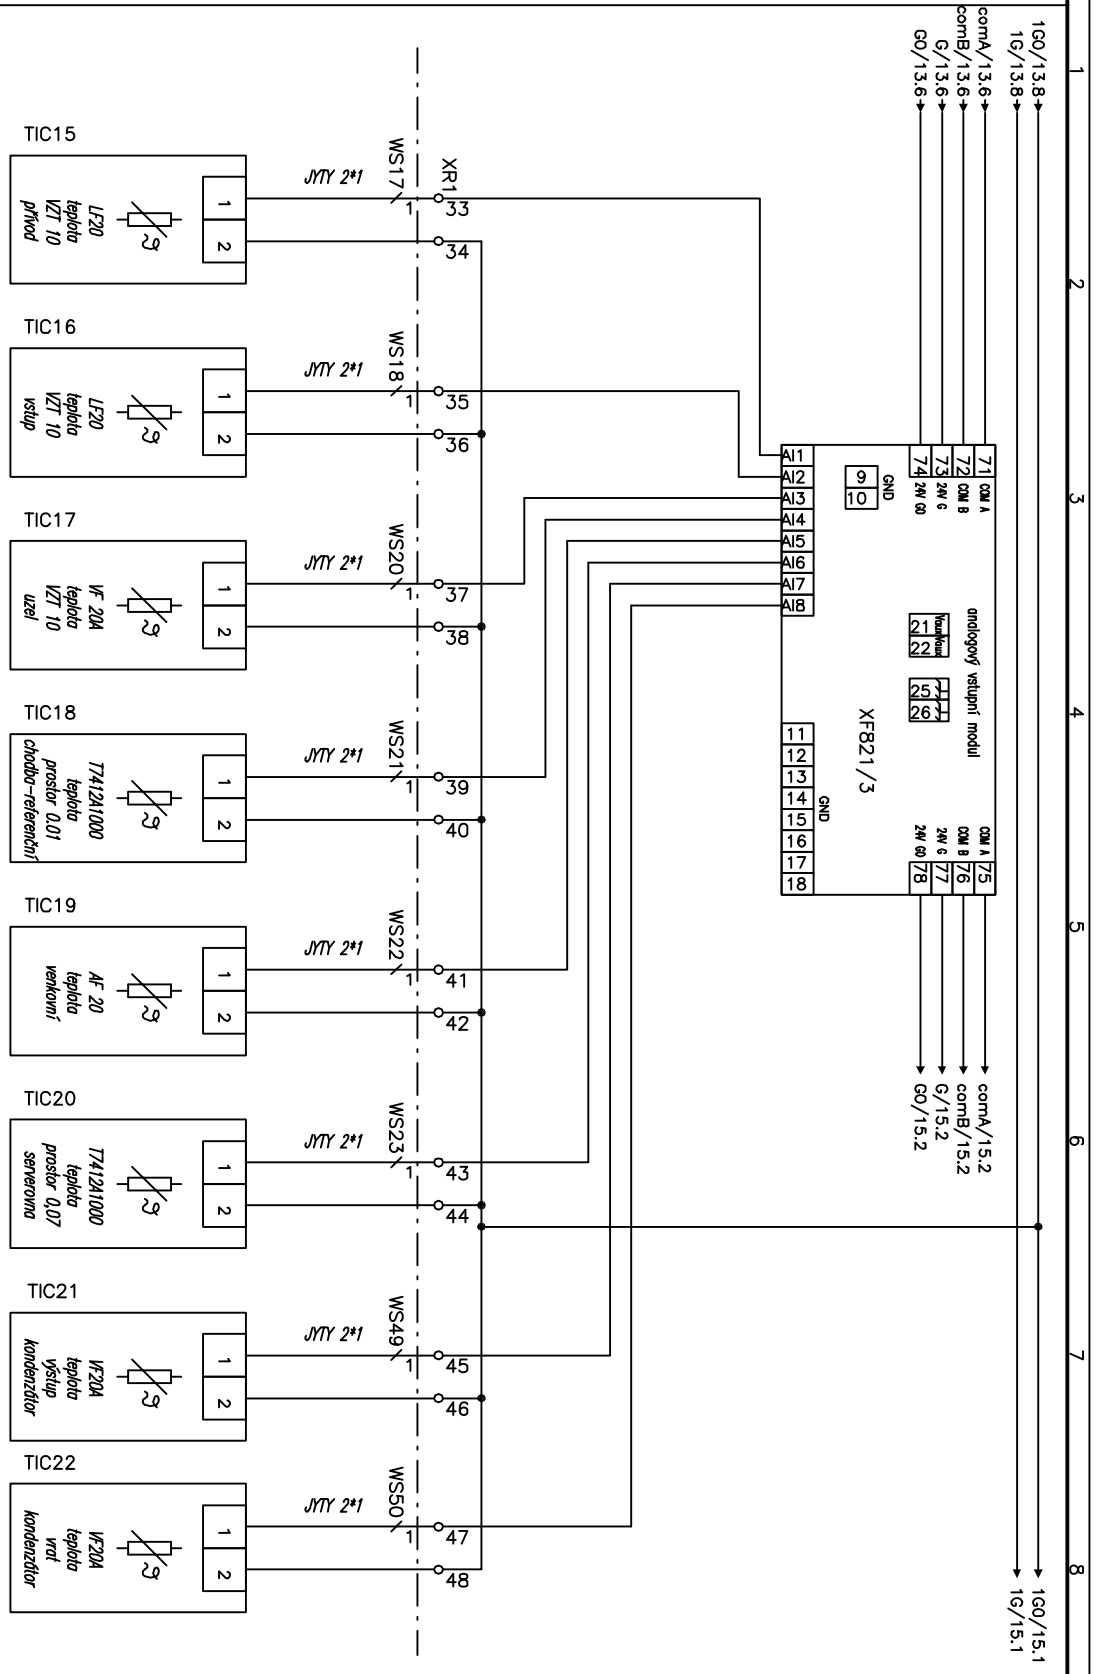 1
2
3
4
5
6
7
8
1G0/13.8
1G/13.8
comA/13.6
comB/13.6
G/13.6
G0/13.6
1G0/15.1
1G/15.1
comA/15.2
comB/15.2
G/15.2
G0/15.2
71 COM A
72 COM B
73 24V G
74 24V G0
COM A 75
COM B 76
24V G 77
24V G0 78
analogový vstupní modul
XF821/3
Vaux Vaux
21
22
25
26
GND
9
10
AI1
AI2
AI3
AI4
AI5
AI6
AI7
AI8
GND
11
12
13
14
15
16
17
18
XR1
33
34
35
36
37
38
39
40
41
42
43
44
45
46
47
48
WS17
1
JYTY 2*1
WS18
1
JYTY 2*1
WS20
1
JYTY 2*1
WS21
1
JYTY 2*1
WS22
1
JYTY 2*1
WS23
1
JYTY 2*1
WS49
1
JYTY 2*1
WS50
1
JYTY 2*1
TIC15
1 2
LF20
teplota
VZT 10
přívod
TIC16
1 2
LF20
teplota
VZT 10
vstup
TIC17
1 2
VF 20A
teplota
VZT 10
uzel
TIC18
1 2
T7412A1000
teplota
prostor 0.01
chodba-referenční
TIC19
1 2
AF 20
teplota
venkovní
TIC20
1 2
T7412A1000
teplota
prostor 0,07
serverovna
TIC21
1 2
VF20A
teplota
výstup
kondenzátor
TIC22
1 2
VF20A
teplota
vrat
kondenzátor